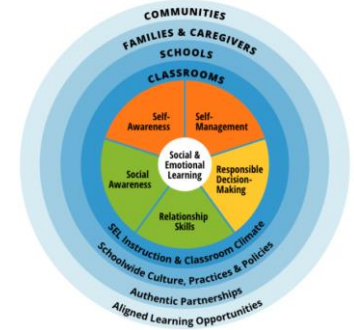 COMMUNITIES
FAMILIES & CAREGIVERS
SCHOOLS
CLASSROOMS
Self-
Awareness
Self-
Management
Social &
Emotional
Learning
Social
Awareness
Responsible
Decision-
Making
Relationship
Skills
SEL Instruction & Classroom Climate
Schoolwide Culture, Practices & Policies
Authentic Partnerships
Aligned Learning Opportunities